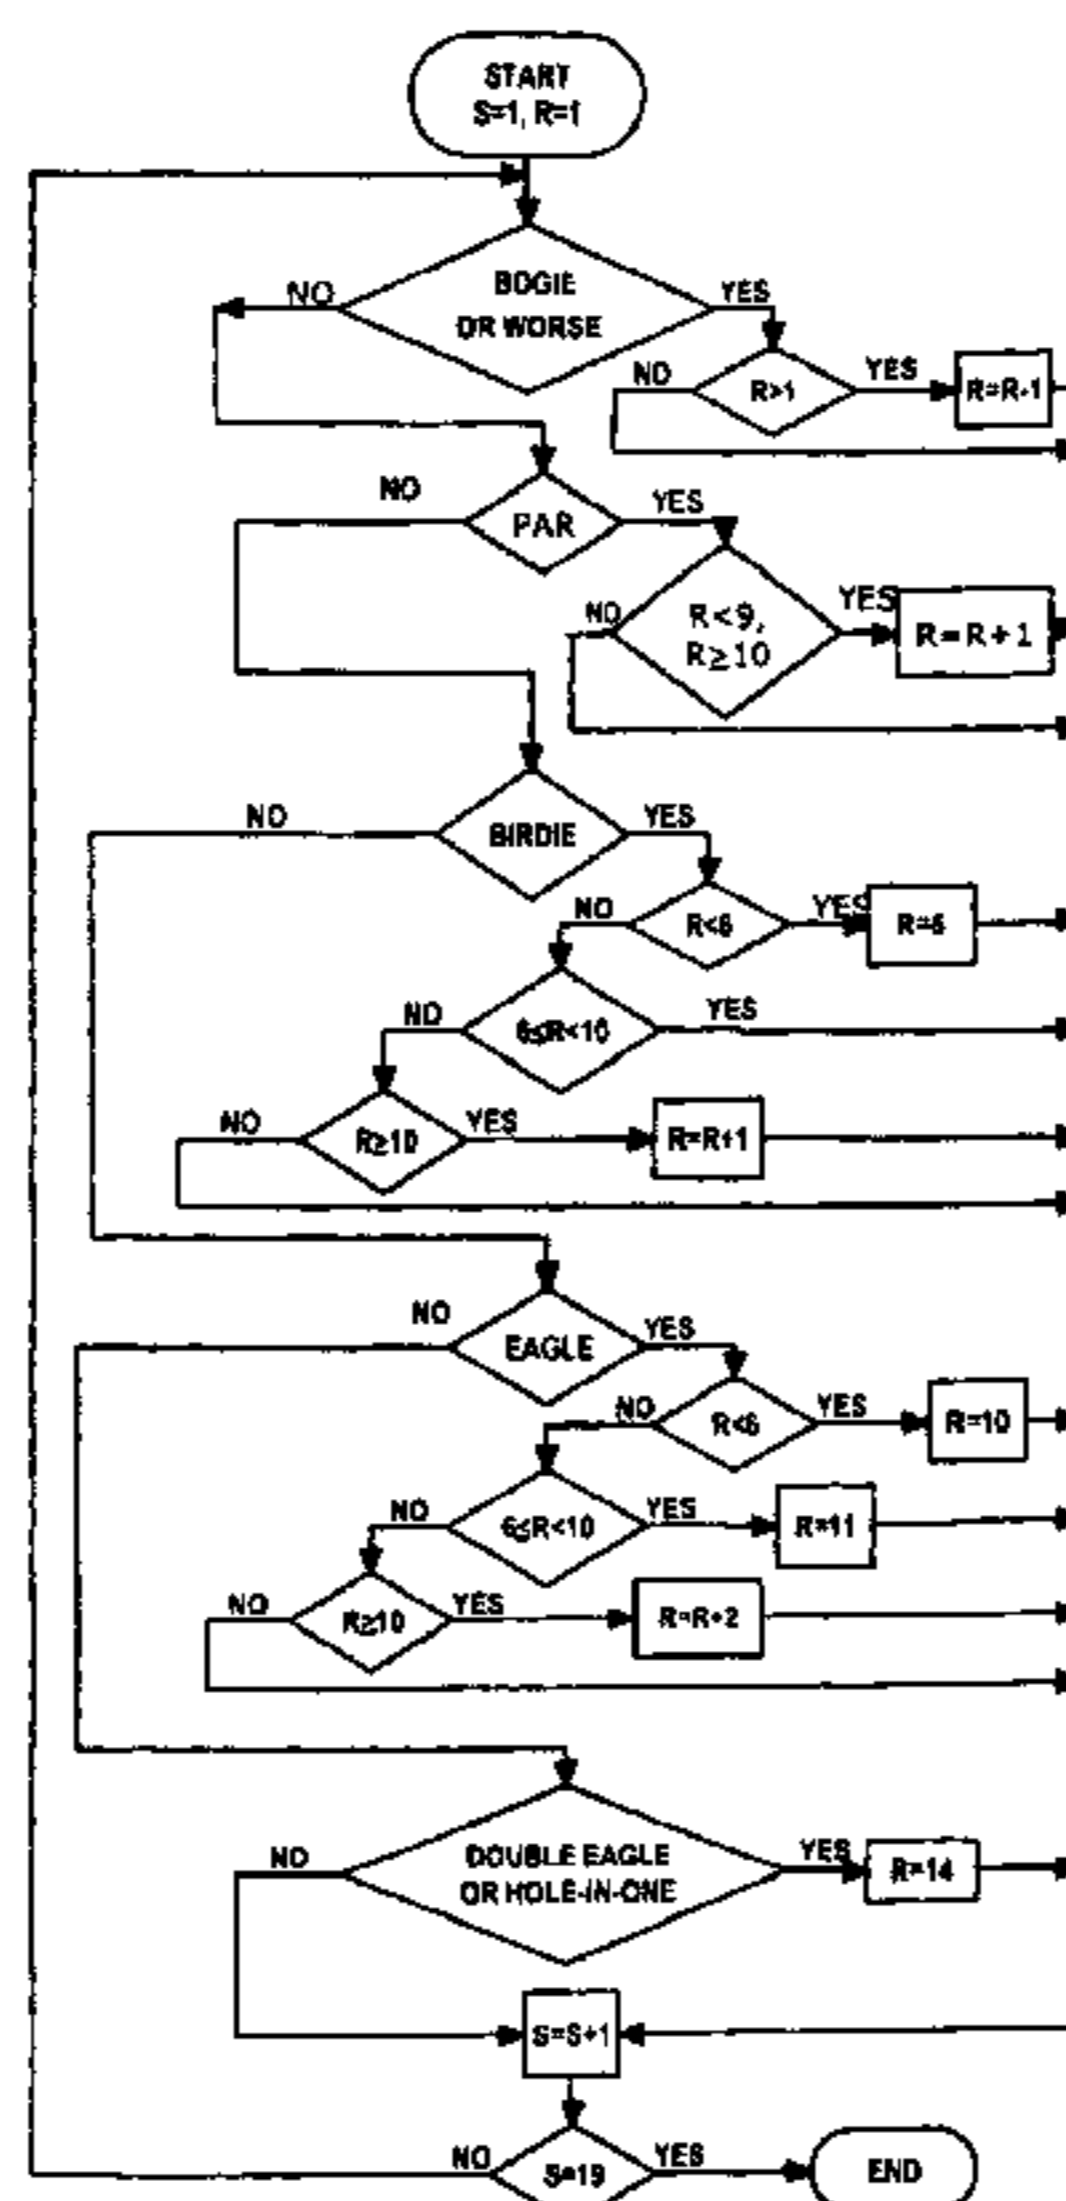 START
S=1, R=1
BOGIE
OR WORSE
NO
YES
R>1
NO
YES
R=R-1
PAR
NO
YES
R<9,
R≥10
NO
YES
R=R+1
BIRDIE
NO
YES
R<6
NO
YES
R=6
6≤R<10
NO
YES
R≥10
NO
YES
R=R+1
EAGLE
NO
YES
R<6
NO
YES
R=10
6≤R<10
NO
YES
R=11
R≥10
NO
YES
R=R+2
DOUBLE EAGLE
OR HOLE-IN-ONE
NO
YES
R=14
S=S+1
S=19
NO
YES
END